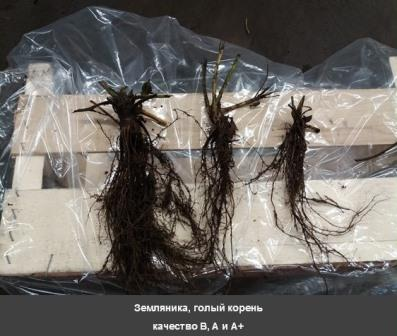 Земляника, голый корень
качество B, A и A+